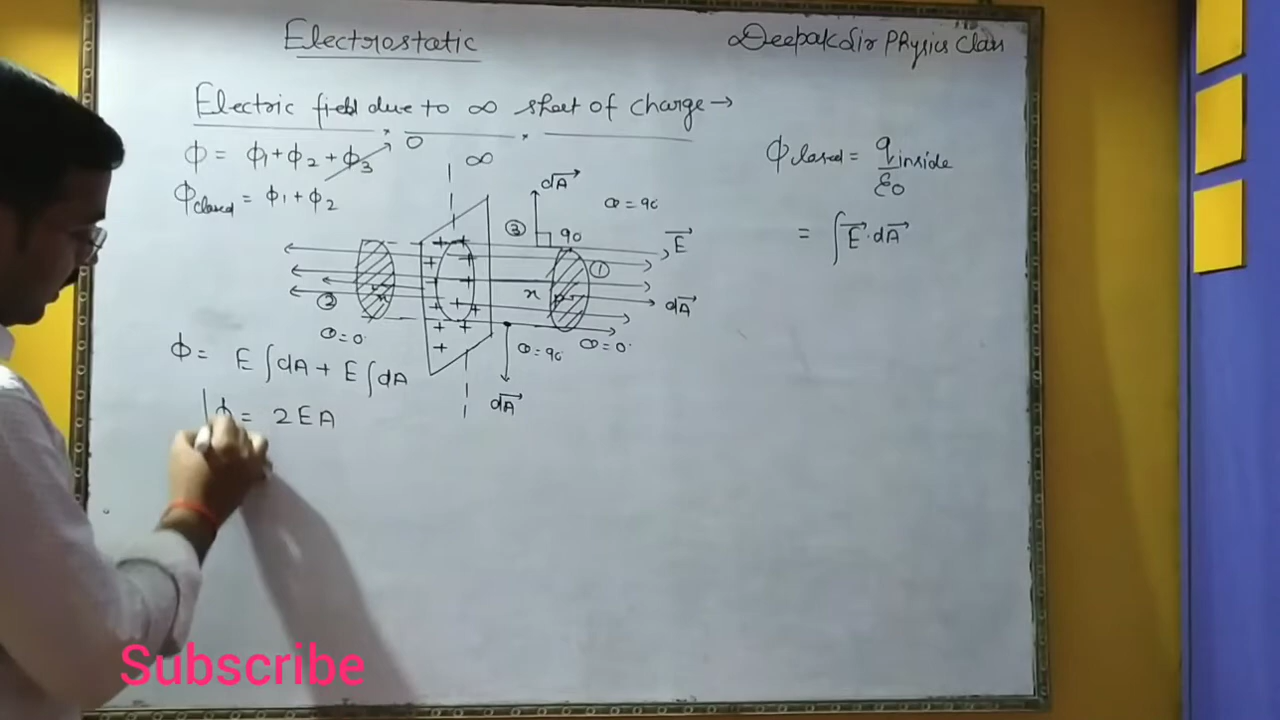 Electrostatic
Deepak Sir Physics Class
Electric field due to ∞ sheet of charge →
ϕ = ϕ1 + ϕ2 + ϕ3 0
ϕclosed = ϕ1 + ϕ2
ϕclosed = qinside / ε0
= ∫ E→ · dA→
∞
dA→
θ = 90
③ 90
E→
①
x
dA→
②
θ = 0
θ = 90
θ = 0
dA→
+ + + + + + + + + + + +
ϕ = E ∫ dA + E ∫ dA
ϕ = 2EA
Subscribe